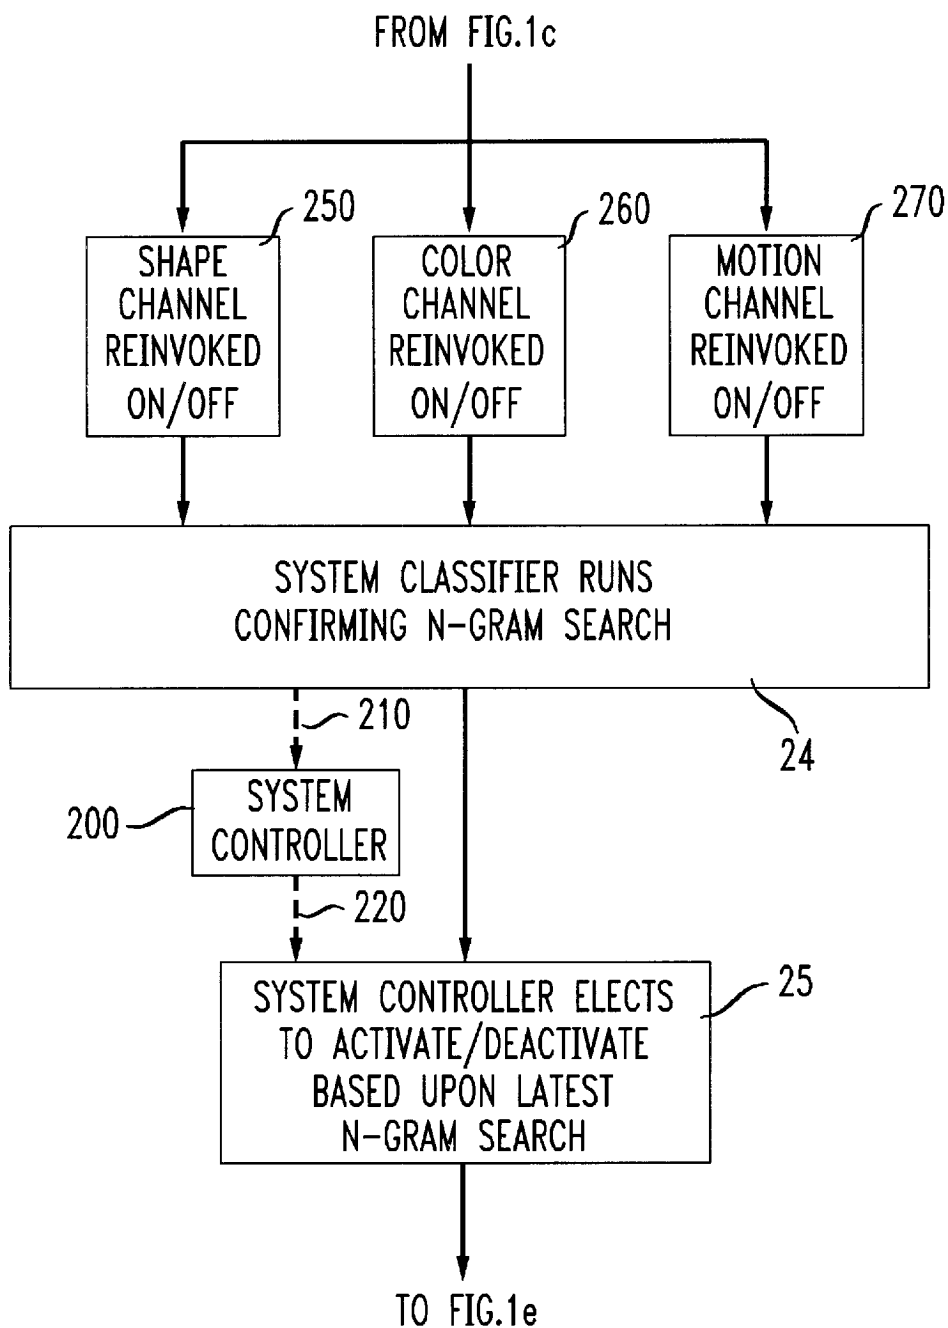 FROM FIG.1c
250
260
270
SHAPE
CHANNEL
REINVOKED
ON/OFF
COLOR
CHANNEL
REINVOKED
ON/OFF
MOTION
CHANNEL
REINVOKED
ON/OFF
SYSTEM CLASSIFIER RUNS
CONFIRMING N-GRAM SEARCH
210
24
200
SYSTEM
CONTROLLER
220
25
SYSTEM CONTROLLER ELECTS
TO ACTIVATE/DEACTIVATE
BASED UPON LATEST
N-GRAM SEARCH
TO FIG.1e